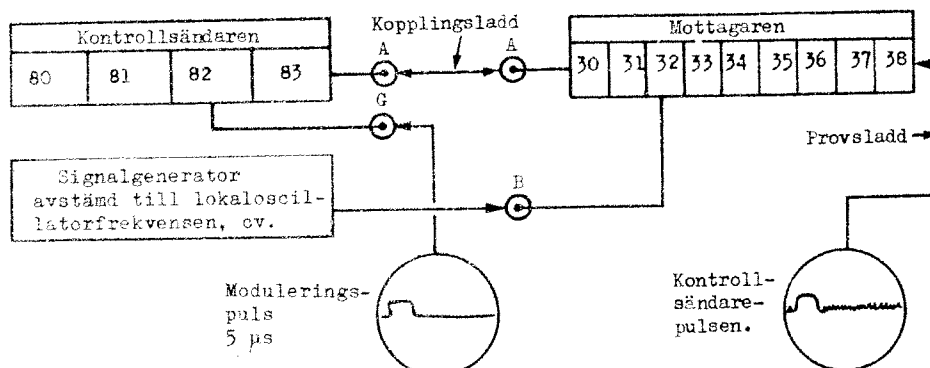 Kontrollsändaren
80 81 82 83
Kopplingsladd
A A
Mottagaren
30 31 32 33 34 35 36 37 38
G
Provsladd
Signalgenerator
avstämd till lokaloscil-
latorfrekvensen, cv.
B
Modulerings-
puls
5 µs
Kontroll-
sändare-
pulsen.